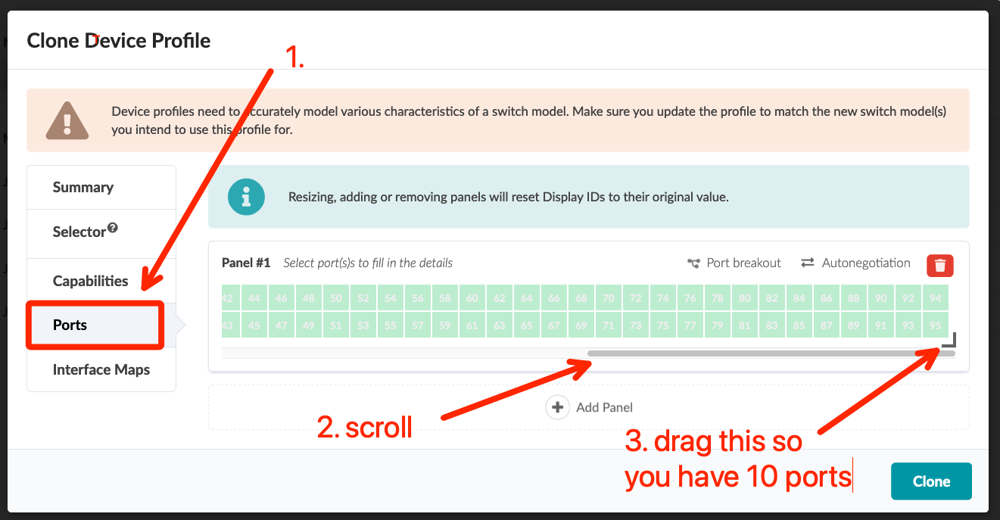 Clone Device Profile
1.
Device profiles need to accurately model various characteristics of a switch model. Make sure you update the profile to match the new switch model(s)
you intend to use this profile for.
Summary
Selector
Capabilities
Ports
Interface Maps
Resizing, adding or removing panels will reset Display IDs to their original value.
Panel #1 Select port(s)s to fill in the details Port breakout Autonegotiation
42 44 46 48 50 52 54 56 58 60 62 64 66 68 70 72 74 76 78 80 82 84 86 88 90 92 94
43 45 47 49 51 53 55 57 59 61 63 65 67 69 71 73 75 77 79 81 83 85 87 89 91 93 95
Add Panel
2. scroll
3. drag this so
you have 10 ports
Clone